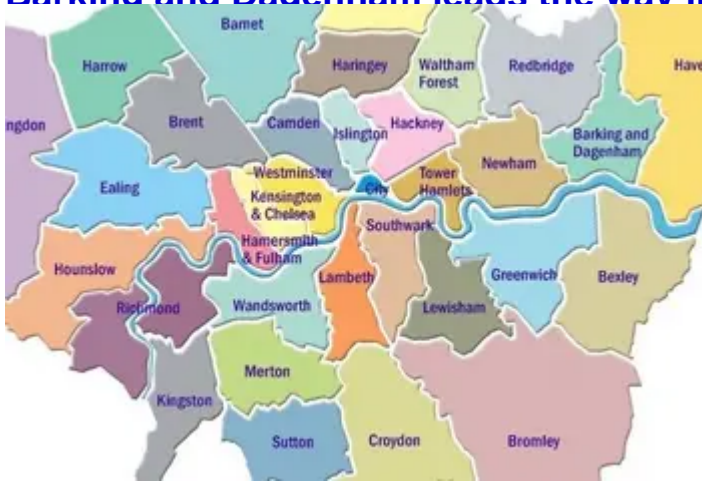 Barking and Dagenham leads the way i
Barnet
Harrow
Haringey
Waltham
Forest
Redbridge
Have
ngdon
Brent
Camden
Islington
Hackney
Barking and
Dagenham
Ealing
Westminster
Kensington
& Chelsea
City
Tower
Hamlets
Newham
Southwark
Hamersmith
& Fulham
Hounslow
Lambeth
Greenwich
Bexley
Richmond
Wandsworth
Lewisham
Merton
Kingston
Sutton
Croydon
Bromley